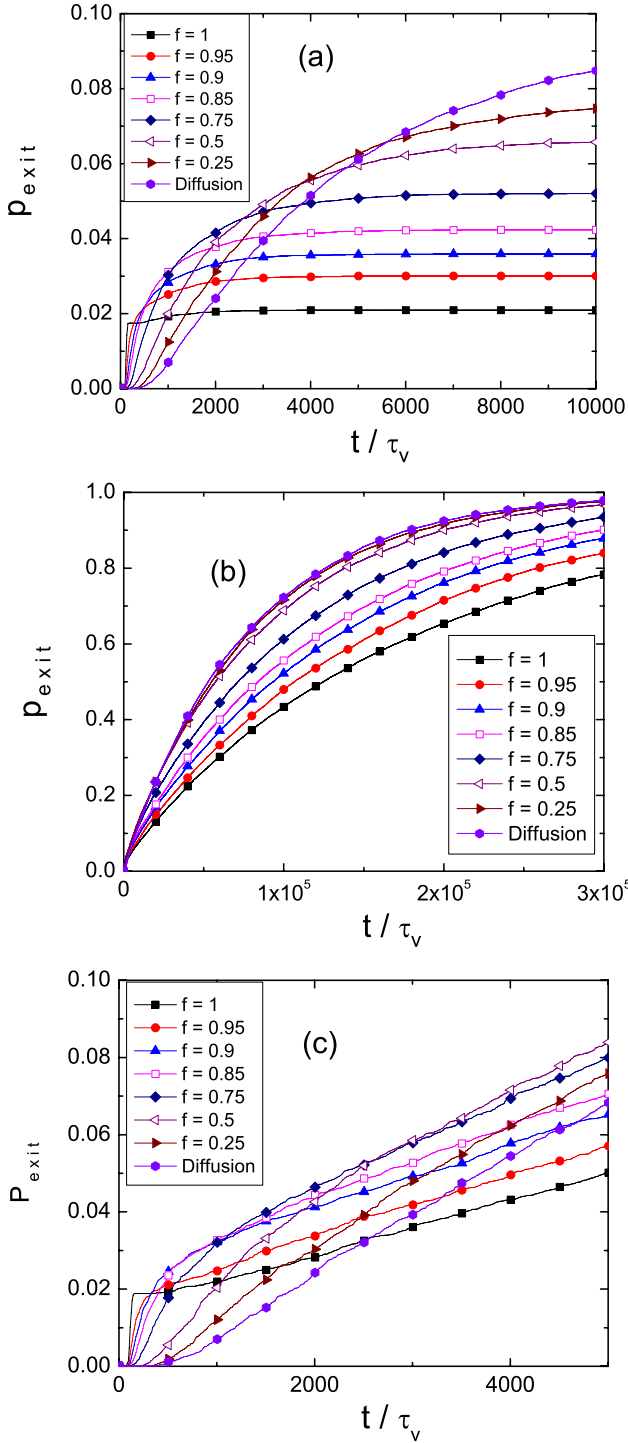 0.10
0.08
0.06
0.04
0.02
0.00
p exit
f = 1
f = 0.95
f = 0.9
f = 0.85
f = 0.75
f = 0.5
f = 0.25
Diffusion
(a)
0 2000 4000 6000 8000 10000
t / τv
1.0
0.8
0.6
0.4
0.2
0.0
p exit
(b)
f = 1
f = 0.95
f = 0.9
f = 0.85
f = 0.75
f = 0.5
f = 0.25
Diffusion
0 1x10⁵ 2x10⁵ 3x10⁵
t / τv
0.10
0.08
0.06
0.04
0.02
0.00
P exit
f = 1
f = 0.95
f = 0.9
f = 0.85
f = 0.75
f = 0.5
f = 0.25
Diffusion
(c)
0 2000 4000
t / τv